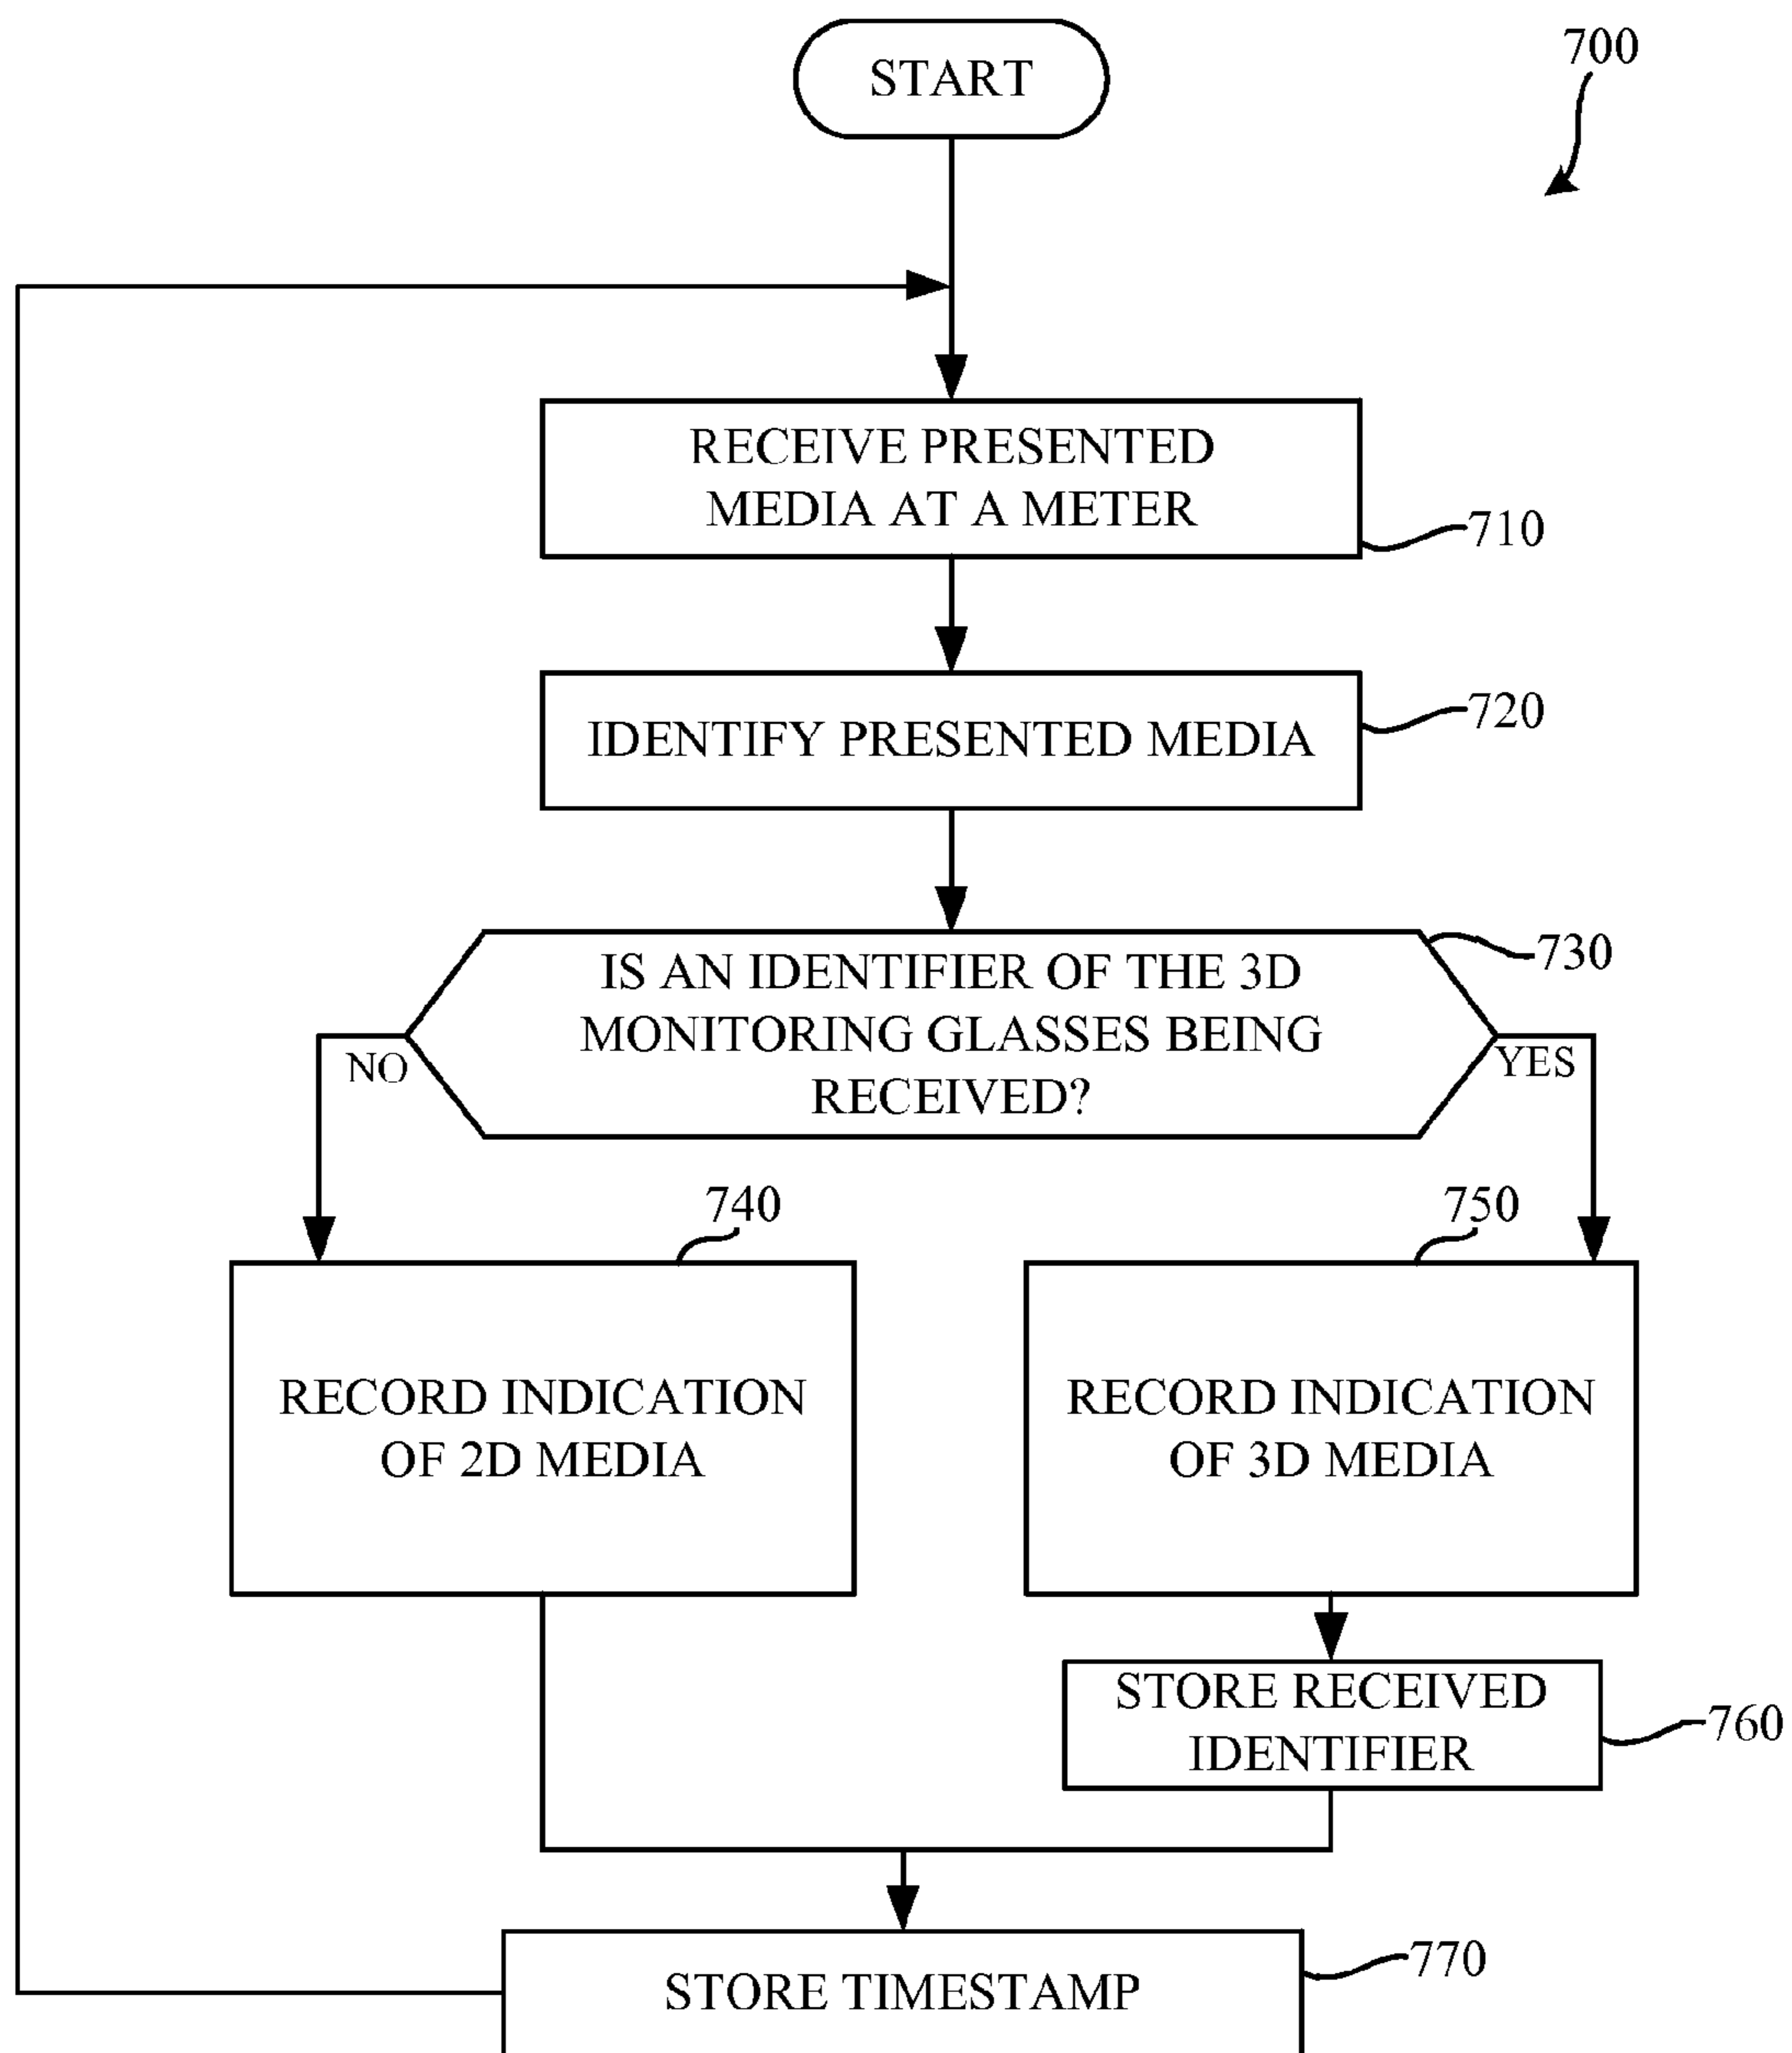 START
700
RECEIVE PRESENTED
MEDIA AT A METER
710
IDENTIFY PRESENTED MEDIA
720
IS AN IDENTIFIER OF THE 3D
MONITORING GLASSES BEING
RECEIVED?
730
NO
YES
740
750
RECORD INDICATION
OF 2D MEDIA
RECORD INDICATION
OF 3D MEDIA
STORE RECEIVED
IDENTIFIER
760
STORE TIMESTAMP
770